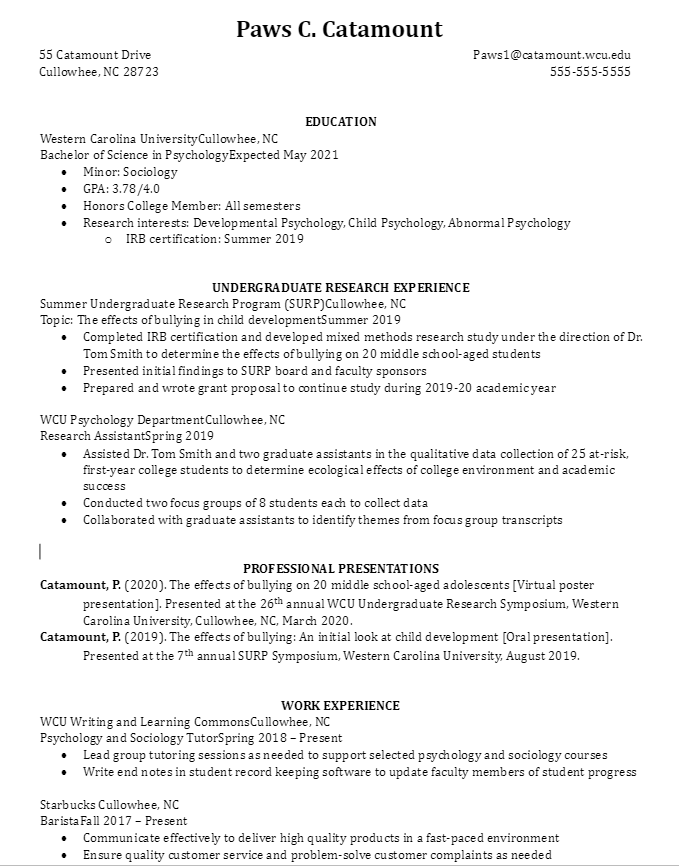 Paws C. Catamount
55 Catamount Drive Paws1@catamount.wcu.edu
Cullowhee, NC 28723 555-555-5555
EDUCATION
Western Carolina UniversityCullowhee, NC
Bachelor of Science in PsychologyExpected May 2021
• Minor: Sociology
• GPA: 3.78/4.0
• Honors College Member: All semesters
• Research interests: Developmental Psychology, Child Psychology, Abnormal Psychology
o IRB certification: Summer 2019
UNDERGRADUATE RESEARCH EXPERIENCE
Summer Undergraduate Research Program (SURP)Cullowhee, NC
Topic: The effects of bullying in child developmentSummer 2019
• Completed IRB certification and developed mixed methods research study under the direction of Dr.
Tom Smith to determine the effects of bullying on 20 middle school-aged students
• Presented initial findings to SURP board and faculty sponsors
• Prepared and wrote grant proposal to continue study during 2019-20 academic year
WCU Psychology DepartmentCullowhee, NC
Research AssistantSpring 2019
• Assisted Dr. Tom Smith and two graduate assistants in the qualitative data collection of 25 at-risk,
first-year college students to determine ecological effects of college environment and academic
success
• Conducted two focus groups of 8 students each to collect data
• Collaborated with graduate assistants to identify themes from focus group transcripts
PROFESSIONAL PRESENTATIONS
Catamount, P. (2020). The effects of bullying on 20 middle school-aged adolescents [Virtual poster
presentation]. Presented at the 26th annual WCU Undergraduate Research Symposium, Western
Carolina University, Cullowhee, NC, March 2020.
Catamount, P. (2019). The effects of bullying: An initial look at child development [Oral presentation].
Presented at the 7th annual SURP Symposium, Western Carolina University, August 2019.
WORK EXPERIENCE
WCU Writing and Learning CommonsCullowhee, NC
Psychology and Sociology TutorSpring 2018 – Present
• Lead group tutoring sessions as needed to support selected psychology and sociology courses
• Write end notes in student record keeping software to update faculty members of student progress
Starbucks Cullowhee, NC
BaristaFall 2017 – Present
• Communicate effectively to deliver high quality products in a fast-paced environment
• Ensure quality customer service and problem-solve customer complaints as needed